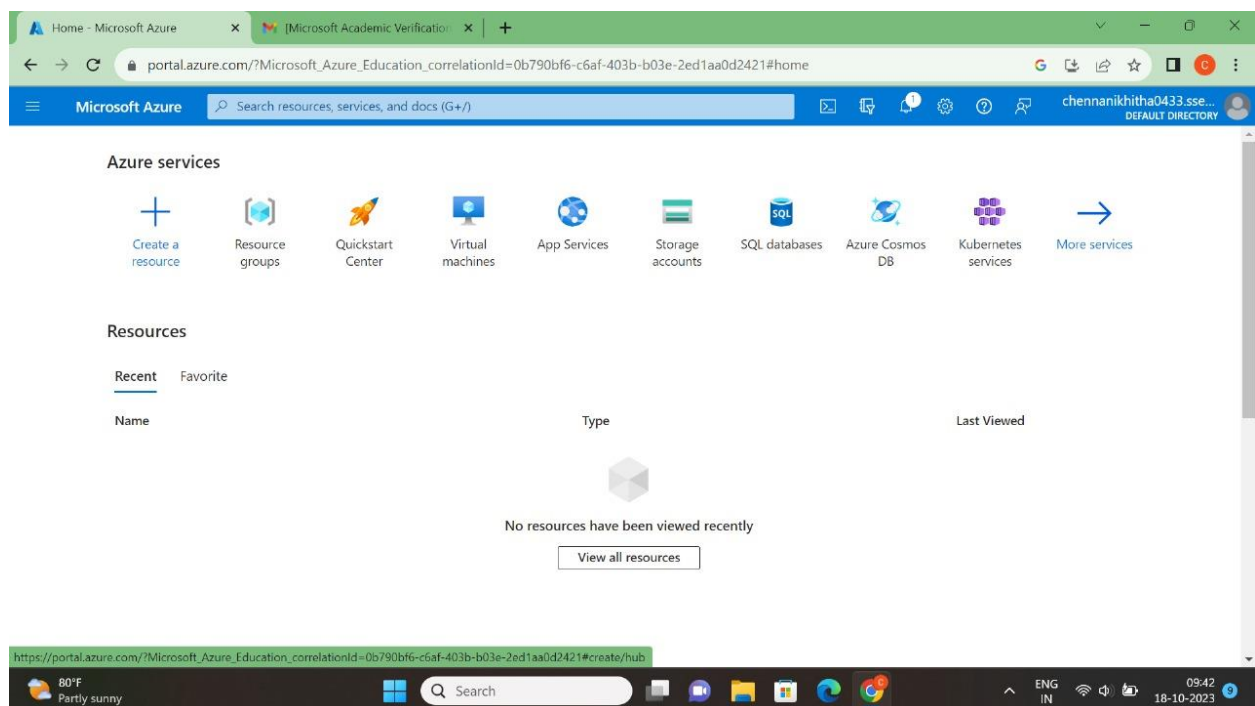 Home - Microsoft Azure
[Microsoft Academic Verification
portal.azure.com/?Microsoft_Azure_Education_correlationId=0b790bf6-c6af-403b-b03e-2ed1aa0d2421#home
Microsoft Azure
Search resources, services, and docs (G+/)
1
chennanikhitha0433.sse...
DEFAULT DIRECTORY
Azure services
Create a
resource
Resource
groups
Quickstart
Center
Virtual
machines
App Services
Storage
accounts
SQL
SQL databases
Azure Cosmos
DB
Kubernetes
services
More services
Resources
Recent Favorite
Name Type Last Viewed
No resources have been viewed recently
View all resources
https://portal.azure.com/?Microsoft_Azure_Education_correlationId=0b790bf6-c6af-403b-b03e-2ed1aa0d2421#create/hub
80°F
Partly sunny
Search
ENG
IN
09:42
18-10-2023
9